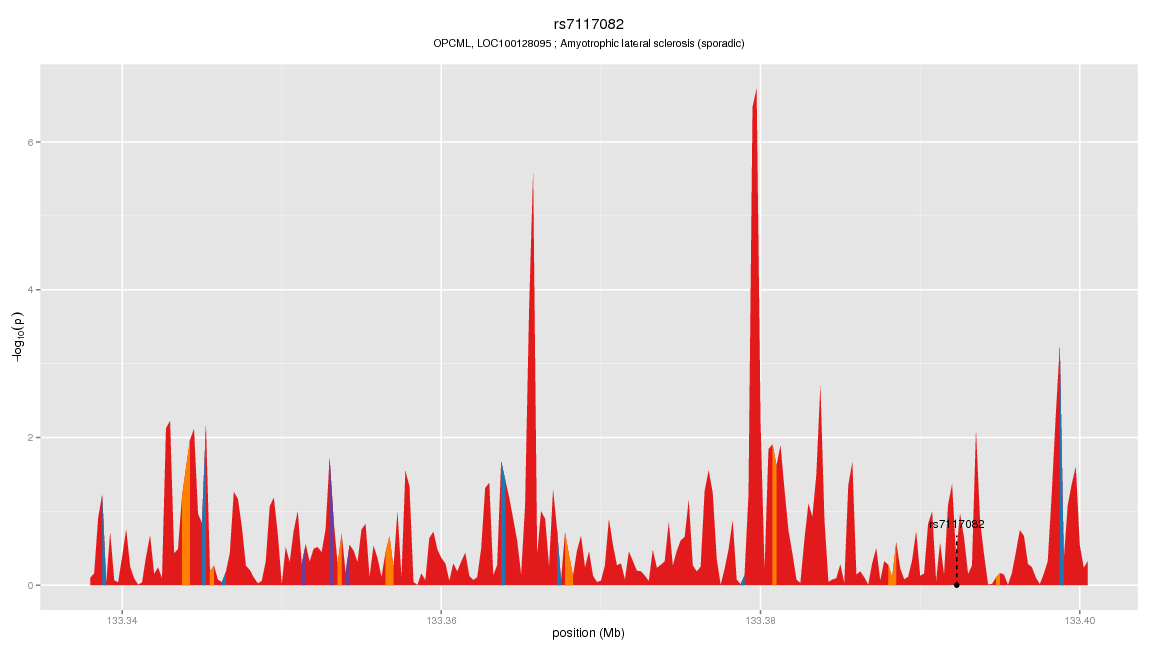 rs7117082
OPCML, LOC100128095 ; Amyotrophic lateral sclerosis (sporadic)
6
4
2
0
−log10(p)
rs7117082
133.34
133.36
133.38
133.40
position (Mb)